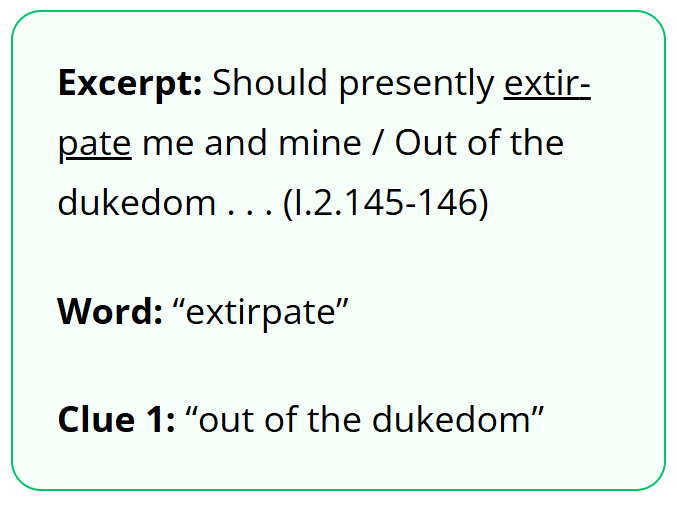 Excerpt: Should presently extir-
pate me and mine / Out of the
dukedom . . . (I.2.145-146)
Word: “extirpate”
Clue 1: “out of the dukedom”